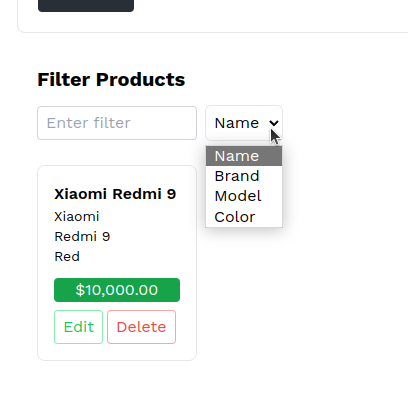 Filter Products
Enter filter
Name
Name
Brand
Model
Color
Xiaomi Redmi 9
Xiaomi
Redmi 9
Red
$10,000.00
Edit Delete